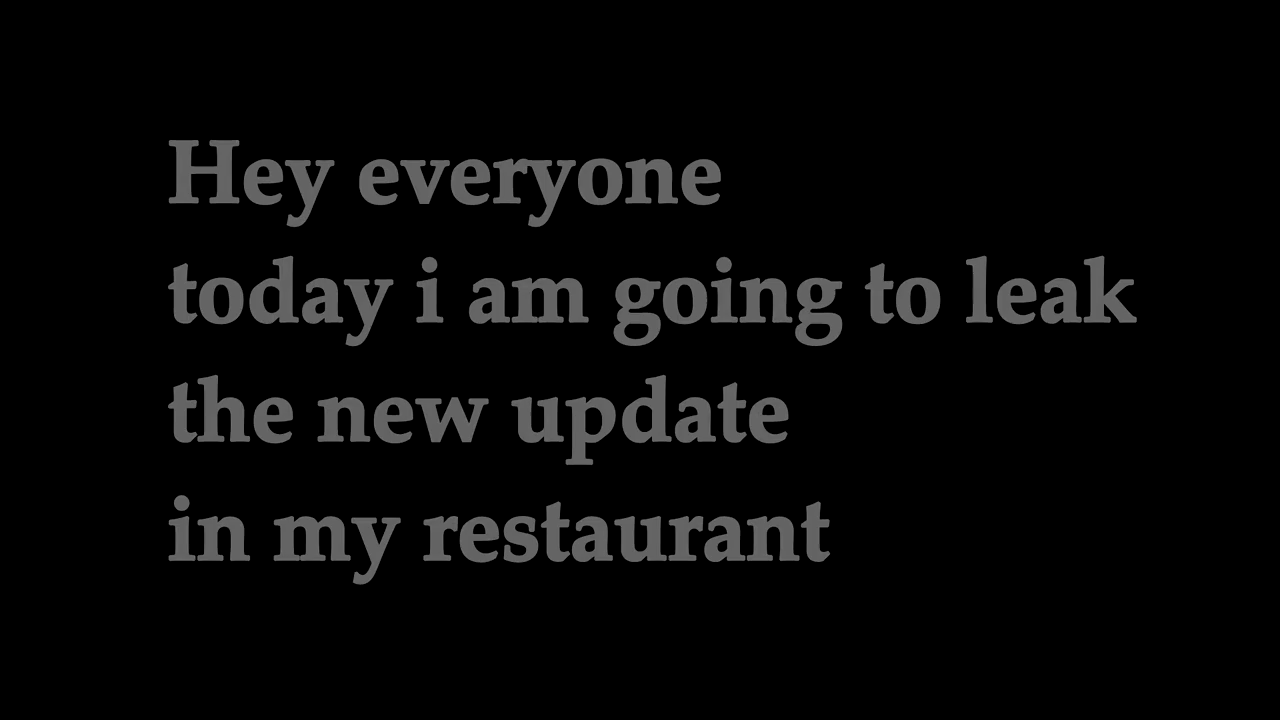 Hey everyone
today i am going to leak
the new update
in my restaurant